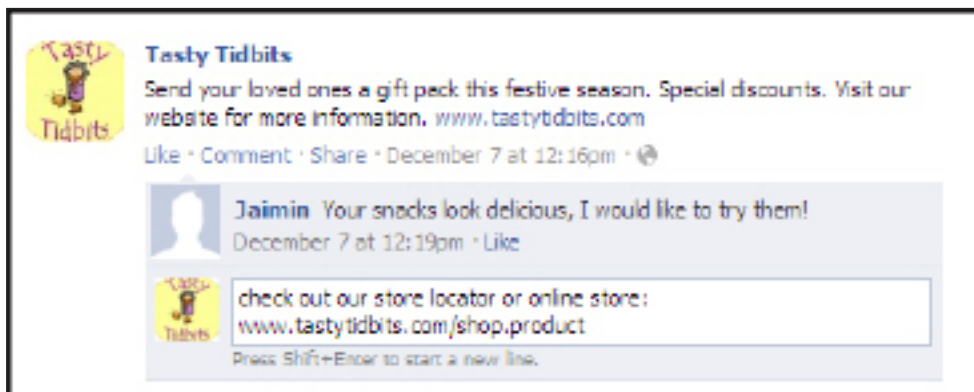 Tasty
Tidbits
Tasty Tidbits
Send your loved ones a gift pack this festive season. Special discounts. Visit our
website for more information. www.tastytidbits.com
Like · Comment · Share · December 7 at 12:16pm ·
Jaimin Your snacks look delicious, I would like to try them!
December 7 at 12:19pm · Like
Tasty
Tidbits
check out our store locator or online store:
www.tastytidbits.com/shop.product
Press Shift+Enter to start a new line.